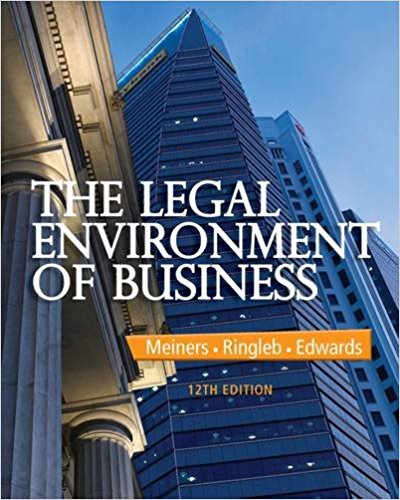 THE LEGAL
ENVIRONMENT
OF BUSINESS
Meiners • Ringleb • Edwards
12TH EDITION